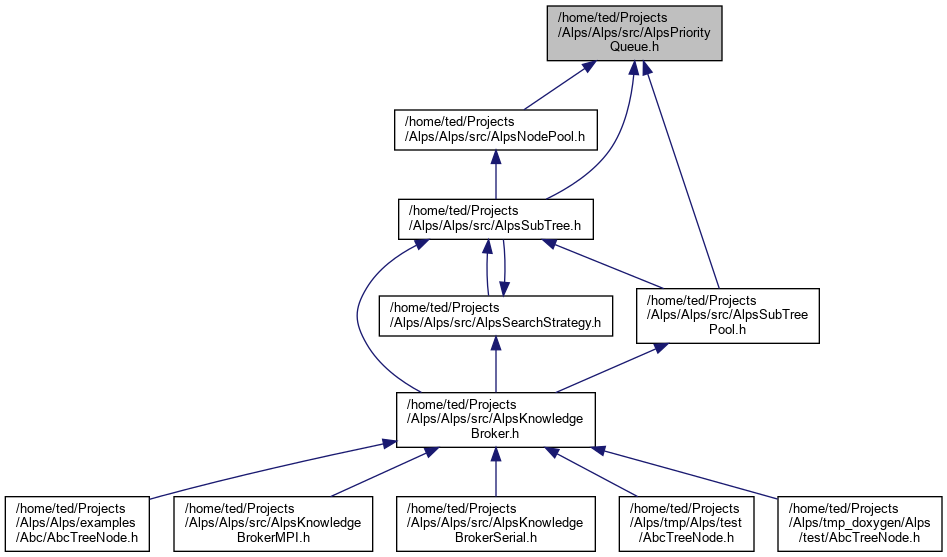 /home/ted/Projects
/Alps/Alps/src/AlpsPriority
Queue.h
/home/ted/Projects
/Alps/Alps/src/AlpsNodePool.h
/home/ted/Projects
/Alps/Alps/src/AlpsSubTree.h
/home/ted/Projects
/Alps/Alps/src/AlpsSearchStrategy.h
/home/ted/Projects
/Alps/Alps/src/AlpsSubTree
Pool.h
/home/ted/Projects
/Alps/Alps/src/AlpsKnowledge
Broker.h
/home/ted/Projects
/Alps/Alps/examples
/Abc/AbcTreeNode.h
/home/ted/Projects
/Alps/Alps/src/AlpsKnowledge
BrokerMPI.h
/home/ted/Projects
/Alps/Alps/src/AlpsKnowledge
BrokerSerial.h
/home/ted/Projects
/Alps/tmp/Alps/test
/AbcTreeNode.h
/home/ted/Projects
/Alps/tmp_doxygen/Alps
/test/AbcTreeNode.h